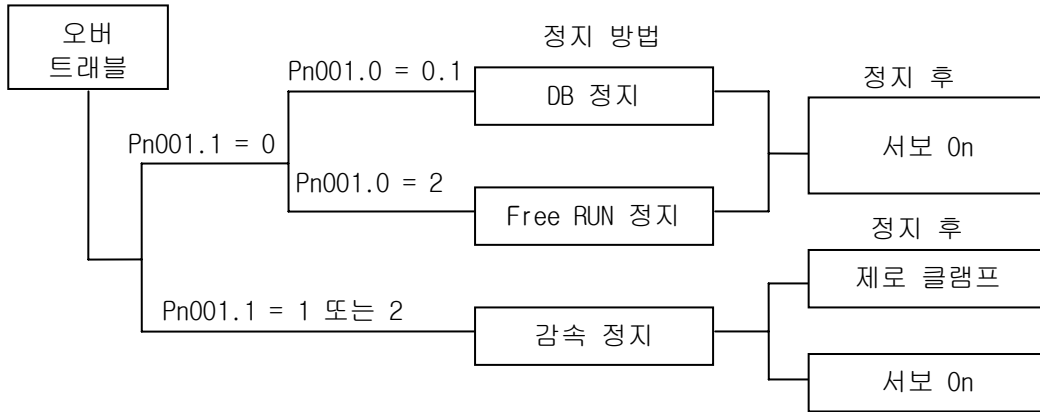 오버
트래블
정지 방법
Pn001.0 = 0.1
DB 정지
정지 후
서보 On
Pn001.1 = 0
Pn001.0 = 2
Free RUN 정지
정지 후
제로 클램프
Pn001.1 = 1 또는 2
감속 정지
서보 On